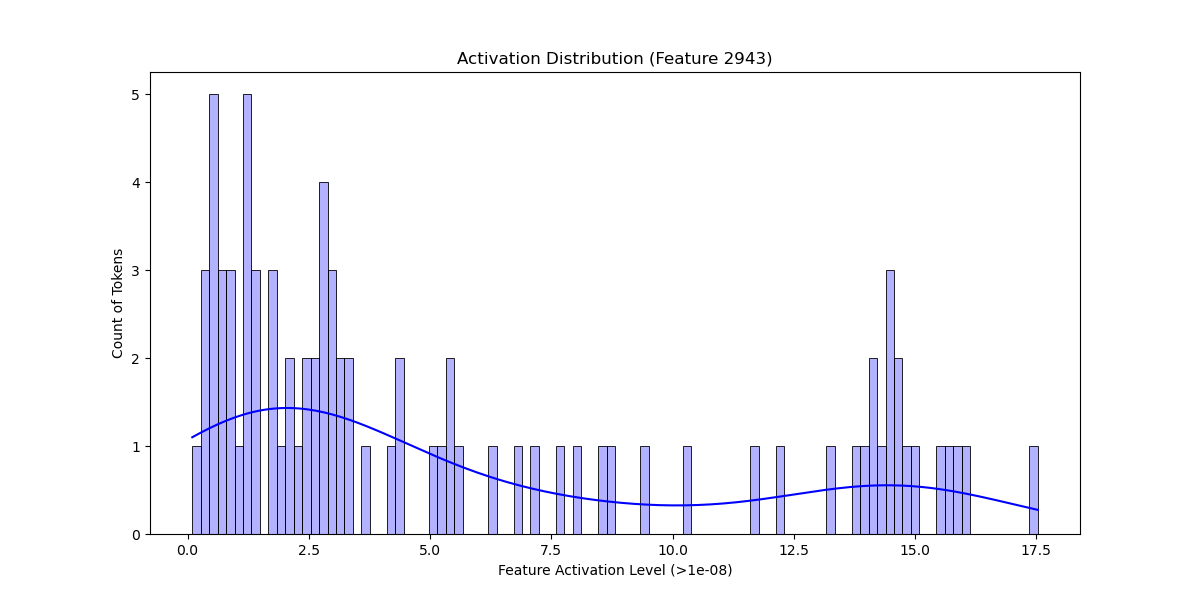 Activation Distribution (Feature 2943)
Count of Tokens
5
4
3
2
1
0
0.0 2.5 5.0 7.5 10.0 12.5 15.0 17.5
Feature Activation Level (>1e-08)